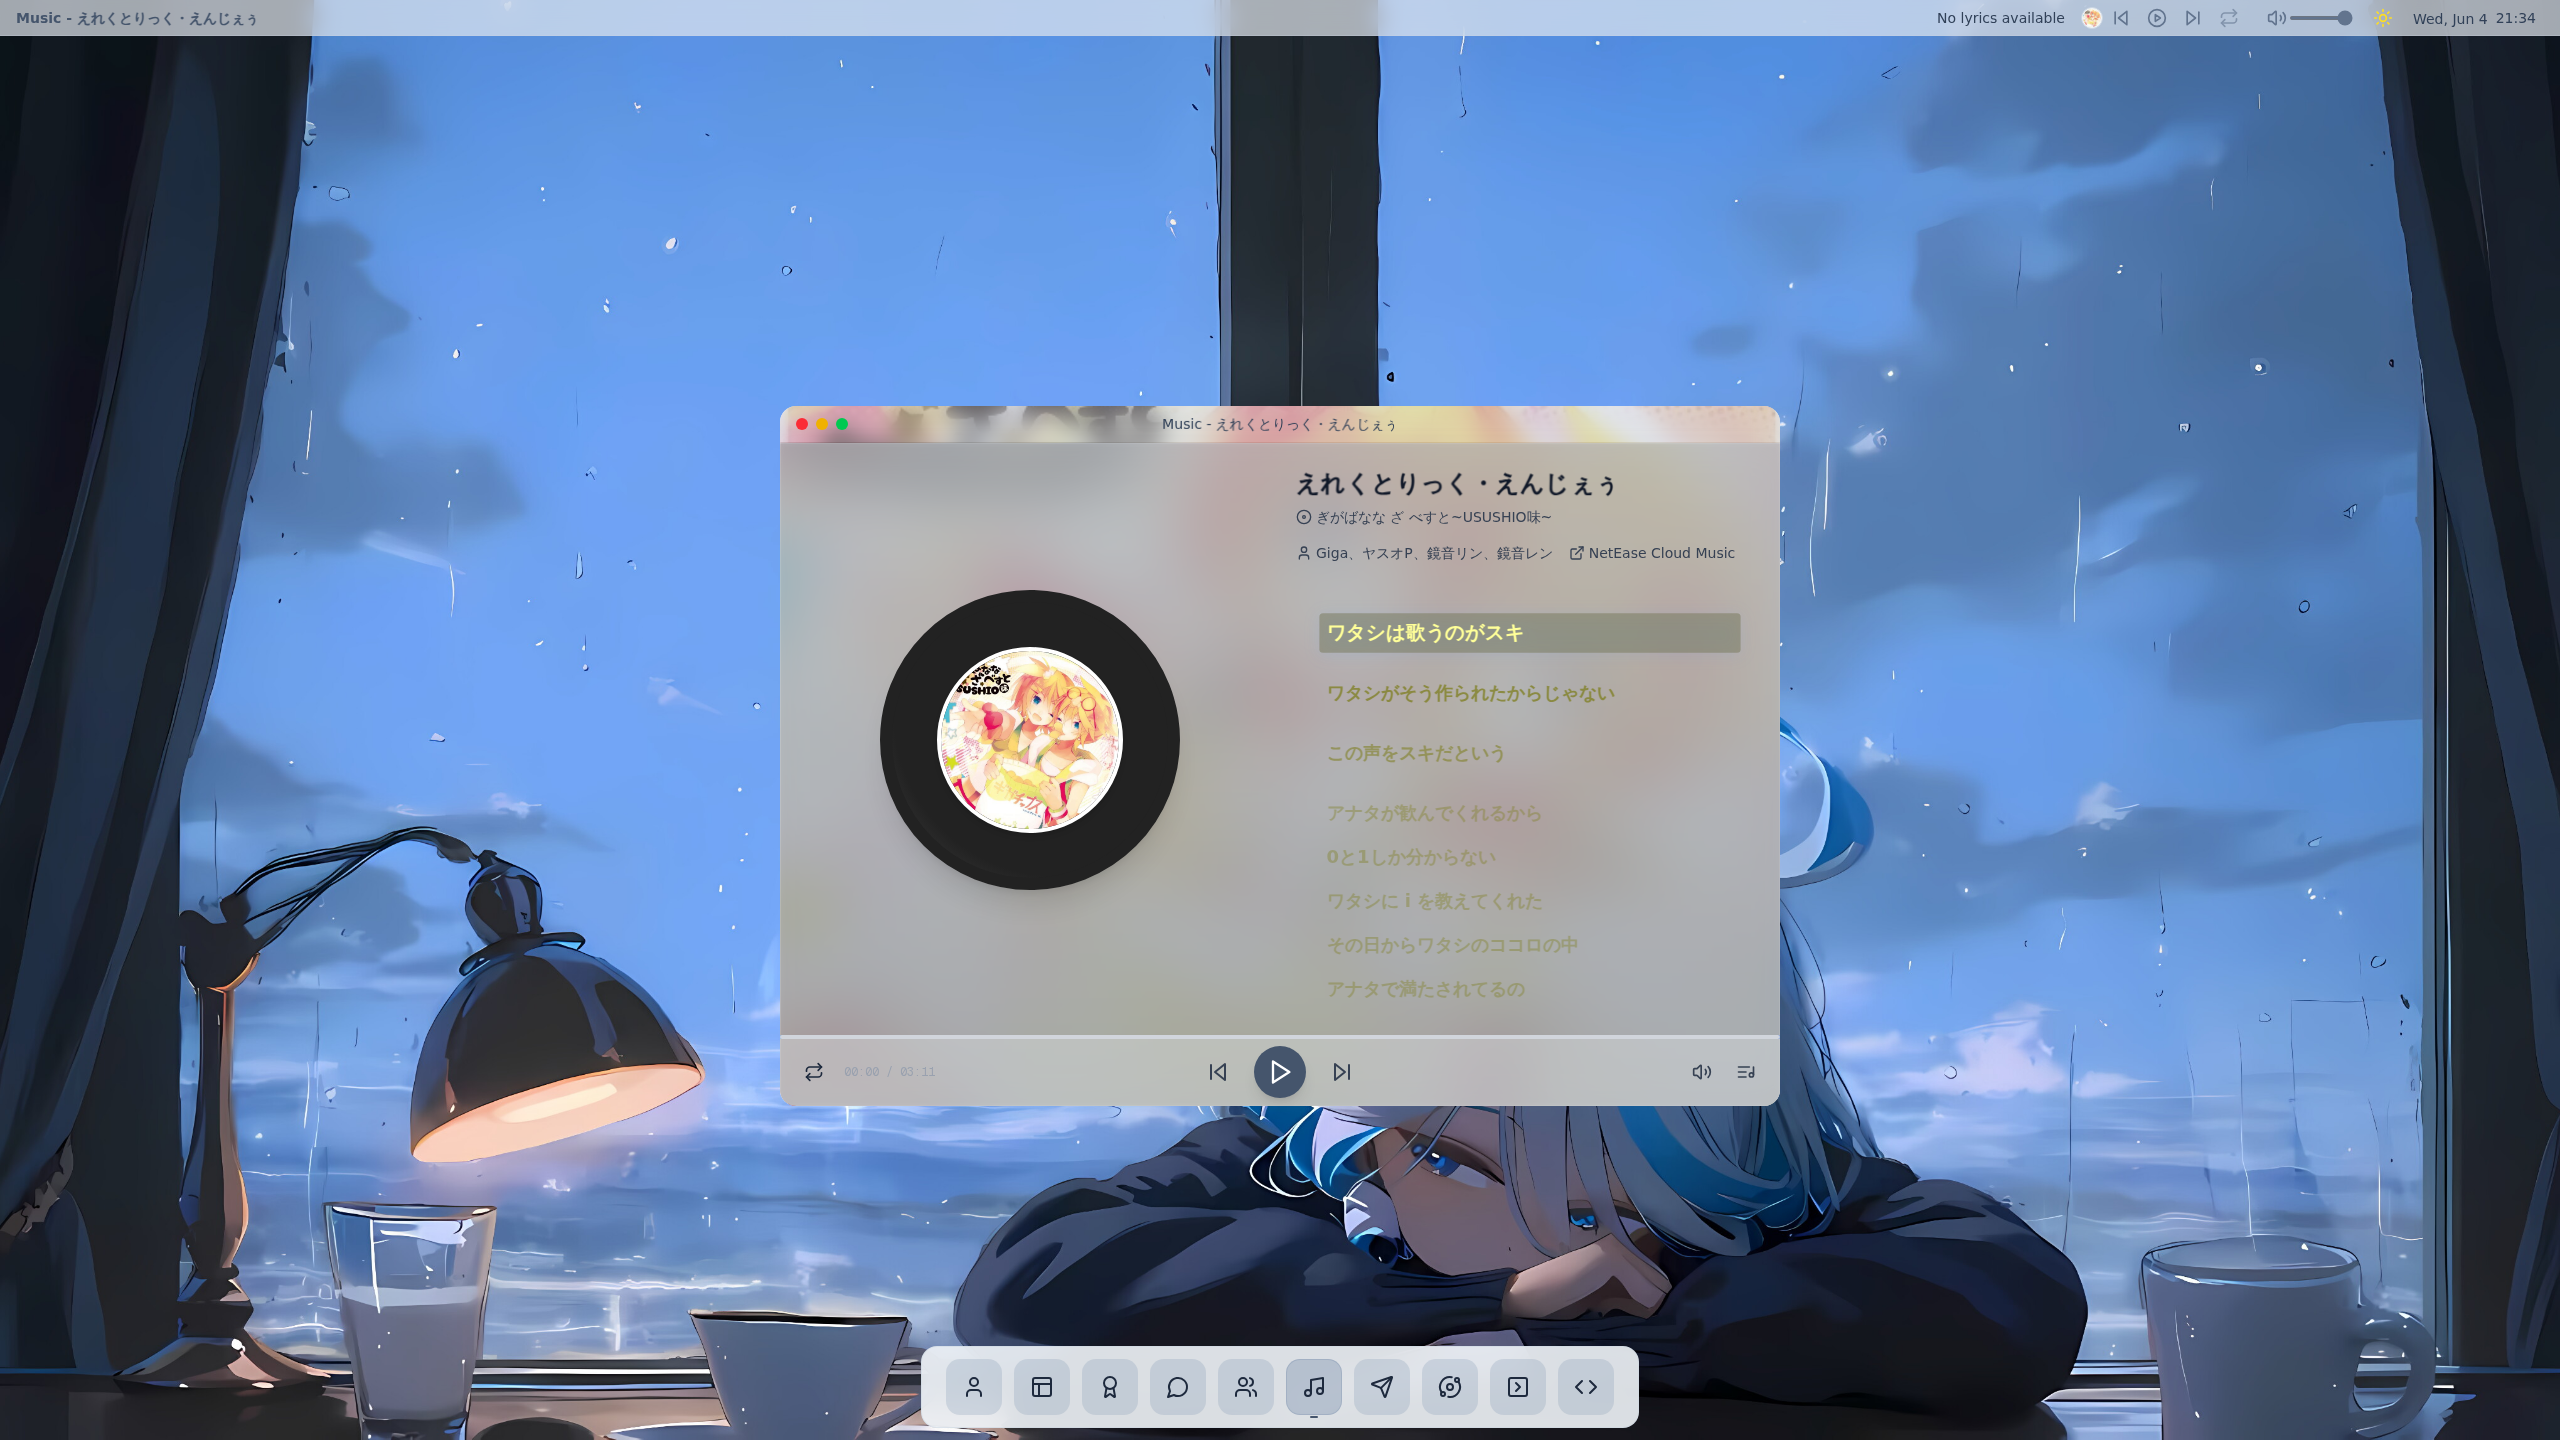 Music - えれくとりっく・えんじぇぅ
No lyrics available
Wed, Jun 4 21:34
Music - えれくとりっく・えんじぇぅ
えれくとりっく・えんじぇぅ
ぎがばなな ざ べすと~USUSHIO味~
Giga、ヤスオP、鏡音リン、鏡音レン NetEase Cloud Music
ワタシは歌うのがスキ
ワタシがそう作られたからじゃない
この声をスキだという
アナタが歓んでくれるから
0と1しか分からない
ワタシに i を教えてくれた
その日からワタシのココロの中
アナタで満たされてるの
00:00 / 03:11